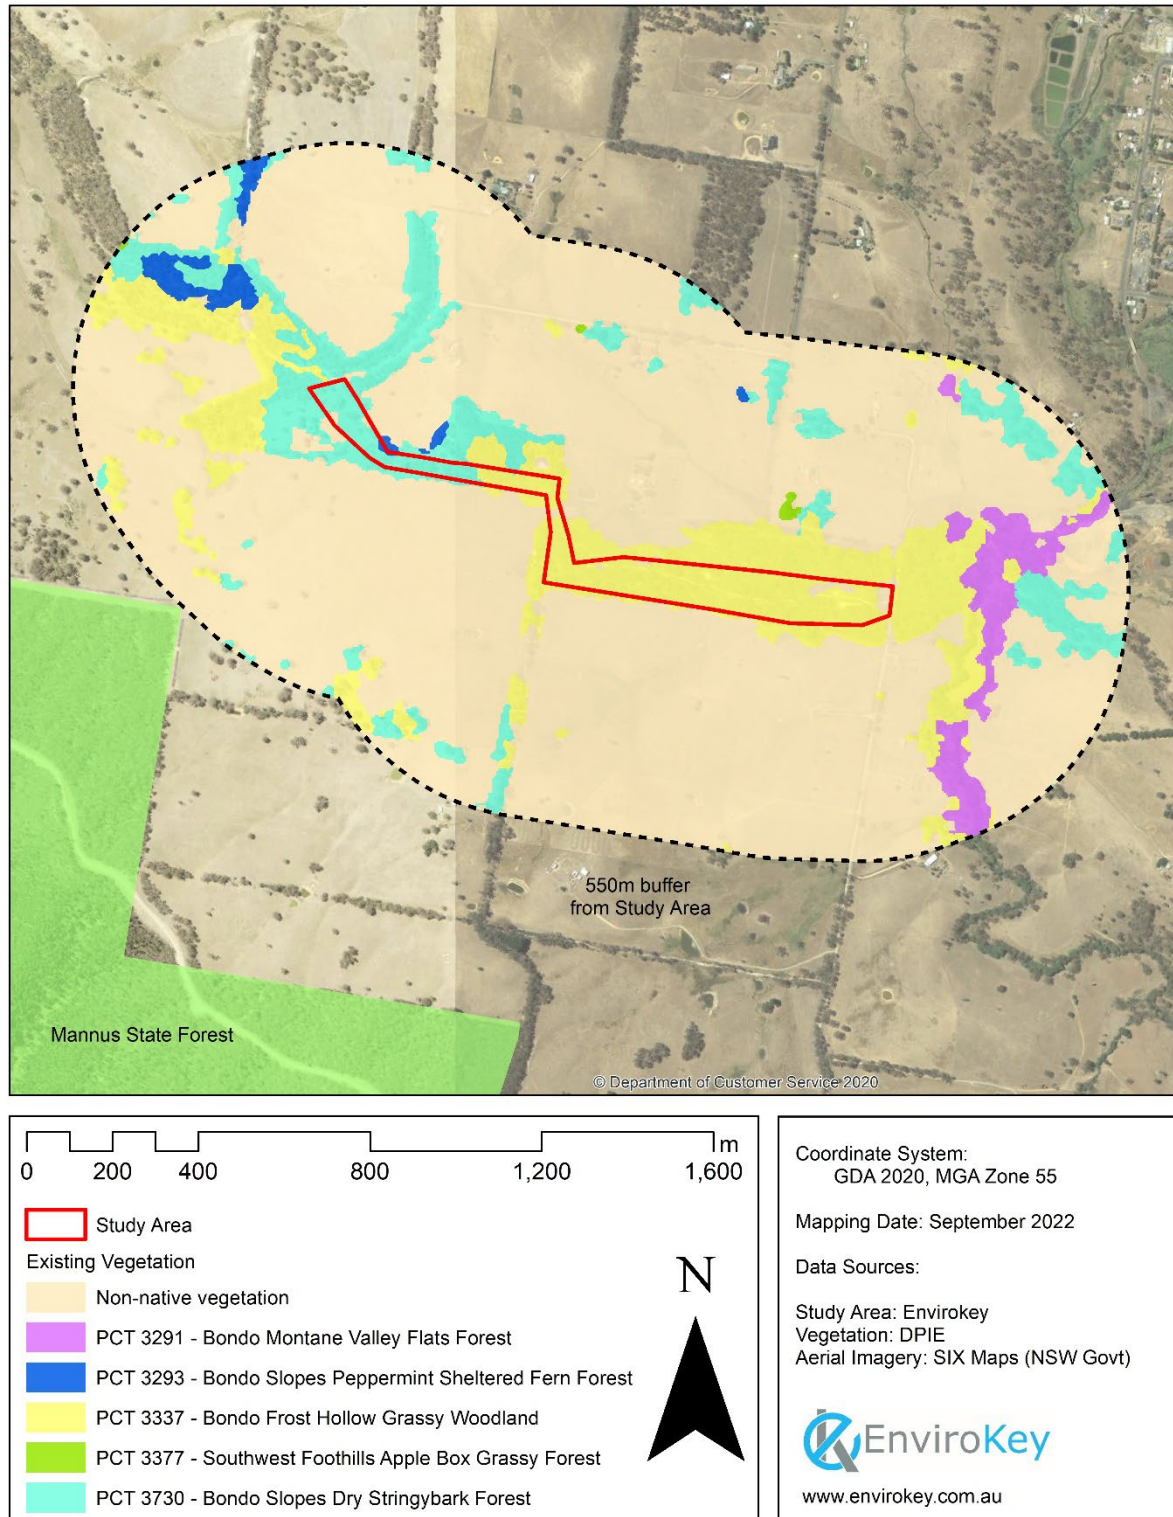 550m buffer
from Study Area
Mannus State Forest
© Department of Customer Service 2020
m
0 200 400 800 1,200 1,600
Study Area
Existing Vegetation
Non-native vegetation
PCT 3291 - Bondo Montane Valley Flats Forest
PCT 3293 - Bondo Slopes Peppermint Sheltered Fern Forest
PCT 3337 - Bondo Frost Hollow Grassy Woodland
PCT 3377 - Southwest Foothills Apple Box Grassy Forest
PCT 3730 - Bondo Slopes Dry Stringybark Forest
N
Coordinate System:
GDA 2020, MGA Zone 55
Mapping Date: September 2022
Data Sources:
Study Area: Envirokey
Vegetation: DPIE
Aerial Imagery: SIX Maps (NSW Govt)
EnviroKey
www.envirokey.com.au